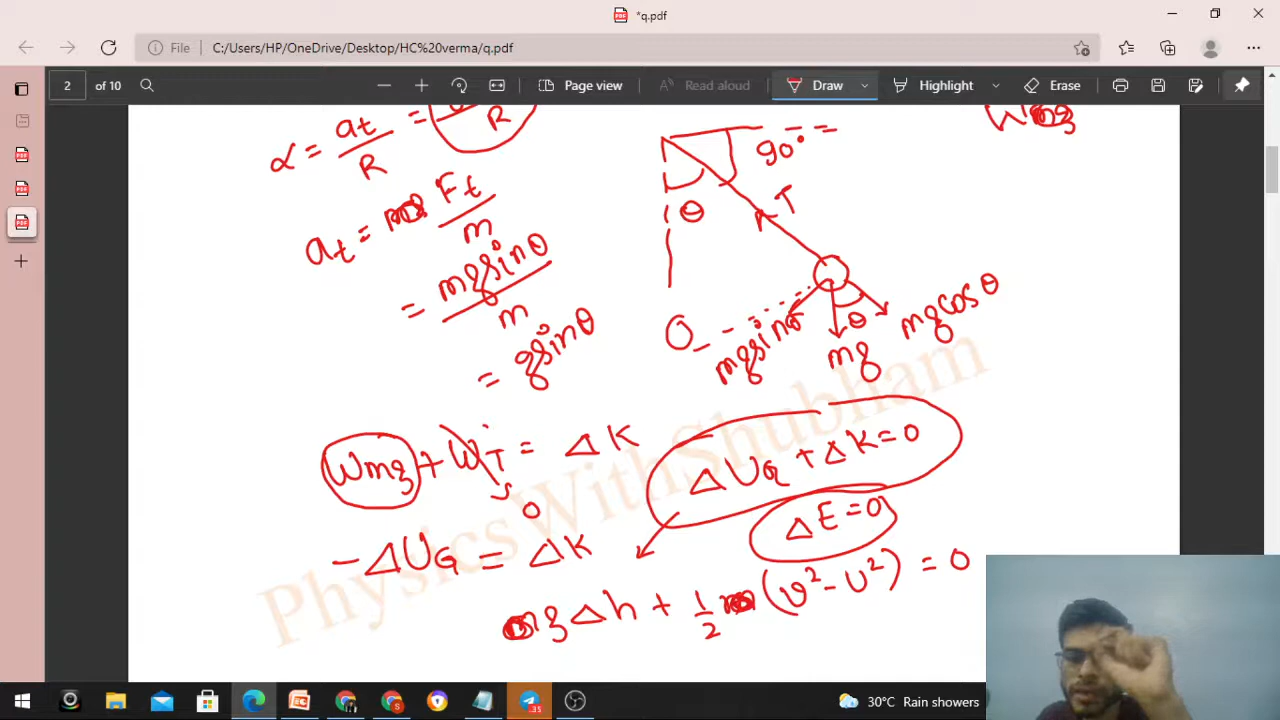 *q.pdf
File C:/Users/HP/OneDrive/Desktop/HC%20verma/q.pdf
2 of 10 Page view Read aloud Draw Highlight Erase
α = at/R =
R
at = Ft/m
= mg sinθ/m
= g sinθ
90°
θ
T
θ
mg sinθ
mg
mg cosθ
Wmg + WT = ΔK
0
ΔUG + ΔK = 0
ΔE = 0
-ΔUG = ΔK
mgΔh + 1/2 m(v² - u²) = 0
PhysicsWithShubham
30°C Rain showers